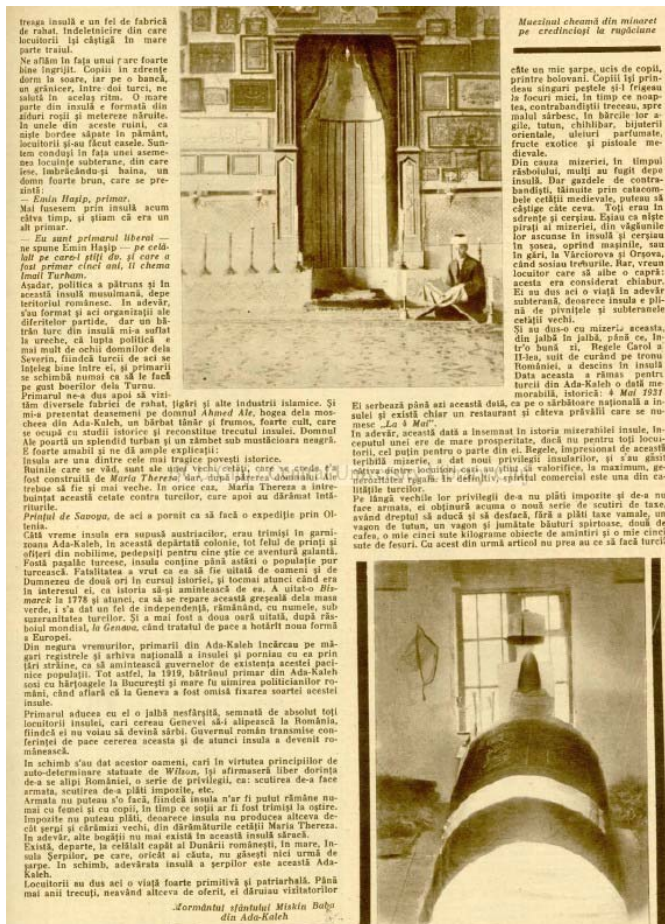 treaga insulă e un fel de fabrică
de rahat, îndeletnicire din care
locuitorii își câștigă în mare
parte traiul.
Ne aflăm în fața unui parc foarte
bine îngrijit. Copiii în zdrențe
dorm la soare, iar pe o bancă,
un grănicer, între doi turci, ne
salută în acelaș ritm. O mare
parte din insulă e formată din
ziduri roșii și metereze năruite.
In unele din aceste ruini, ca
niște bordee săpate în pământ,
locuitorii și-au făcut casele. Sun-
tem conduși în fața unei aseme-
nea locuințe subterane, din care
iese, îmbrăcându-și haina, un
domn foarte brun, care se pre-
zintă:
— Emin Hașip, primar.
Mai fusesem prin insulă acum
câtva timp, și știam că era un
alt primar.
— Eu sunt primarul liberal —
ne spune Emin Hașip — pe celă-
lalt pe care-l știți dv. și care a
fost primar cinci ani, îl chema
Imail Turham.
Așadar, politica a pătruns și în
această insulă musulmană, depe
teritoriul românesc. In adevăr,
s'au format și aci organizații ale
diferitelor partide, dar un bă-
trân turc din insulă mi-a suflat
la ureche, că lupta politică e
mai mult de ochii domnilor dela
Severin, fiindcă turcii de aci se
înțeleg bine între ei, și primarii
se schimbă numai ca să le facă
pe gust boerilor dela Turnu.
Primarul ne-a dus apoi să vizi-
tăm diversele fabrici de rahat, țigări și alte industrii islamice. Și
mi-a prezentat deasemeni pe domnul Ahmed Ale, hogea dela mos-
cheea din Ada-Kaleh, un bărbat tânăr și frumos, foarte cult, care
se ocupă cu studii istorice și reconstitue trecutul insulei. Domnul
Ale poartă un splendid turban și un zâmbet sub mustăcioara neagră.
E foarte amabil și ne dă ample explicații:
Insula are una dintre cele mai tragice povești istorice.
Ruinile care se văd, sunt ale unei vechi cetăți, care se crede că a
fost construită de Maria Thereza; dar, după părerea domnului Ale
trebue să fie și mai veche. In orice caz, Maria Thereza a între-
buințat această cetate contra turcilor, care apoi au dărâmat întă-
riturile.
Prințul de Savoya, de aci a pornit ca să facă o expediție prin Ol-
tenia.
Câtă vreme insula era supusă austriacilor, erau trimiși în garni-
zoana Ada-Kaleh, în această depărtată colonie, tot felul de prinți și
ofițeri din nobilime, pedepsiți pentru cine știe ce aventură galantă.
Fostă pașalâc turcesc, insula conține până astăzi o populație pur
turcească. Fatalitatea a vrut ca ea să fie uitată de oameni și de
Dumnezeu de două ori în cursul istoriei, și tocmai atunci când era
în interesul ei, ca istoria să-și amintească de ea. A uitat-o Bis-
marck la 1778 și atunci, ca să se repare această greșeală dela masa
verde, i s'a dat un fel de independență, rămânând, cu numele, sub
suzeranitatea turcilor. Și a mai fost a doua oară uitată, după răs-
boiul mondial, la Geneva, când tratatul de pace a hotărît noua formă
a Europei.
Din negura vremurilor, primarii din Ada-Kaleh încărcau pe mă-
gari registrele și arhiva națională a insulei și porniau cu ea prin
țări străine, ca să amintească guvernelor de existența acestei paci-
nice populații. Tot astfel, la 1919, bătrânul primar din Ada-Kaleh
sosi cu hârțoagele la București și mare fu uimirea politicianilor ro-
mâni, când aflară că la Geneva a fost omisă fixarea soartei acestei
insule.
Primarul aducea cu el o jalbă nesfârșită, semnată de absolut toți
locuitorii insulei, cari cereau Genevei să-i alipească la România,
fiindcă ei nu voiau să devină sârbi. Guvernul român transmise con-
ferinței de pace cererea aceasta și de atunci insula a devenit ro-
mânească.
In schimb s'au dat acestor oameni, cari în virtutea principiilor de
auto-determinare statuate de Wilson, își afirmaseră liber dorința
de-a se alipi României, o serie de privilegii, ca: scutirea de-a face
armata, scutirea de-a plăti impozite, etc.
Armata nu puteau s'o facă, fiindcă insula n'ar fi putut rămâne nu-
mai cu femei și cu copii, în timp ce soții ar fi fost trimiși la oștire.
Impozite nu puteau plăti, deoarece insula nu producea altceva de-
cât șerpi și cărămizi vechi, din dărâmăturile cetății Maria Thereza.
In adevăr, alte bogății nu mai există în această insulă săracă.
Există, departe, la celălalt capăt al Dunării românești, în mare, In-
sula Șerpilor, pe care, oricât ai căuta, nu găsești nici urmă de
șarpe. In schimb, adevărata insulă a șerpilor este această Ada-
Kaleh.
Locuitorii nu dus aci o viață foarte primitivă și patriarhală. Până
mai anii trecuți, neavând altceva de oferit, ei dăruiau vizitatorilor
Mormântul sfântului Miskin Baba
din Ada-Kaleh
Muezinul cheamă din minaret
pe credincioși la rugăciune
câte un mic șarpe, ucis de copii,
printre bolovani. Copiii își prin-
deau singuri peștele și-l frigeau
la focuri mici, în timp ce noap-
tea, contrabandiștii treceau, spre
malul sârbesc, în bărcile lor a-
gile, tutun, chihlibar, bijuterii
orientale, uleiuri parfumate,
fructe exotice și pistoale me-
dievale.
Din cauza mizeriei, în timpul
răsboiului, mulți au fugit depe
insulă. Dar gazdele de contra-
bandiști, tăinuite prin catacom-
bele cetății medievale, puteau să
câștige câte ceva. Toți erau în
sdrențe și cerșiau. Eșiau ca niște
pirați ai mizeriei, din văgăunile
lor ascunse în insulă și cerșiau
în șosea, oprind mașinile, sau
în gări, la Vârciorova și Orșova,
când sosiau trenurile. Rar, vreun
locuitor care să aibe o capră:
acesta era considerat chiabur.
Ei au dus aci o viață în adevăr
subterană, deoarece insula e pli-
nă de pivnițele și subteranele
cetății vechi.
Și au dus-o cu mizeria aceasta,
din jalbă în jalbă, până ce, în-
tr'o bună zi, Regele Carol al
II-lea, suit de curând pe tronul
României, a descins în insulă
Data aceasta a rămas pentru
turcii din Ada-Kaleh o dată me-
morabilă, istorică: 4 Mai 1931
Ei serbează până azi această dată, ca pe o sărbătoare națională a in-
sulei și există chiar un restaurant și câteva prăvălii care se nu-
mesc „La 4 Mai".
In adevăr, această dată a însemnat în istoria mizerabilei insule, în-
ceputul unei ere de mare prosperitate, dacă nu pentru toți locui-
torii, cel puțin pentru o parte din ei. Regele, impresionat de această
teribilă mizerie, a dat noui privilegii insularilor, și s'au găsit
câțiva dintre locuitori, cari au știut să valorifice, la maximum, ge-
nerozitatea regală. In definitiv, spiritul comercial este una din ca-
litățile turcilor.
Pe lângă vechile lor privilegii de-a nu plăti impozite și de-a nu
face armata, ei obținură acuma o nouă serie de scutiri de taxe,
având dreptul să aducă și să desfacă, fără a plăti taxe vamale, un
vagon de tutun, un vagon și jumătate băuturi spirtoase, două de
cafea, o mie cinci sute kilograme obiecte de amintiri și o mie cinci
sute de fesuri. Cu acest din urmă articol nu prea au ce să facă turcii